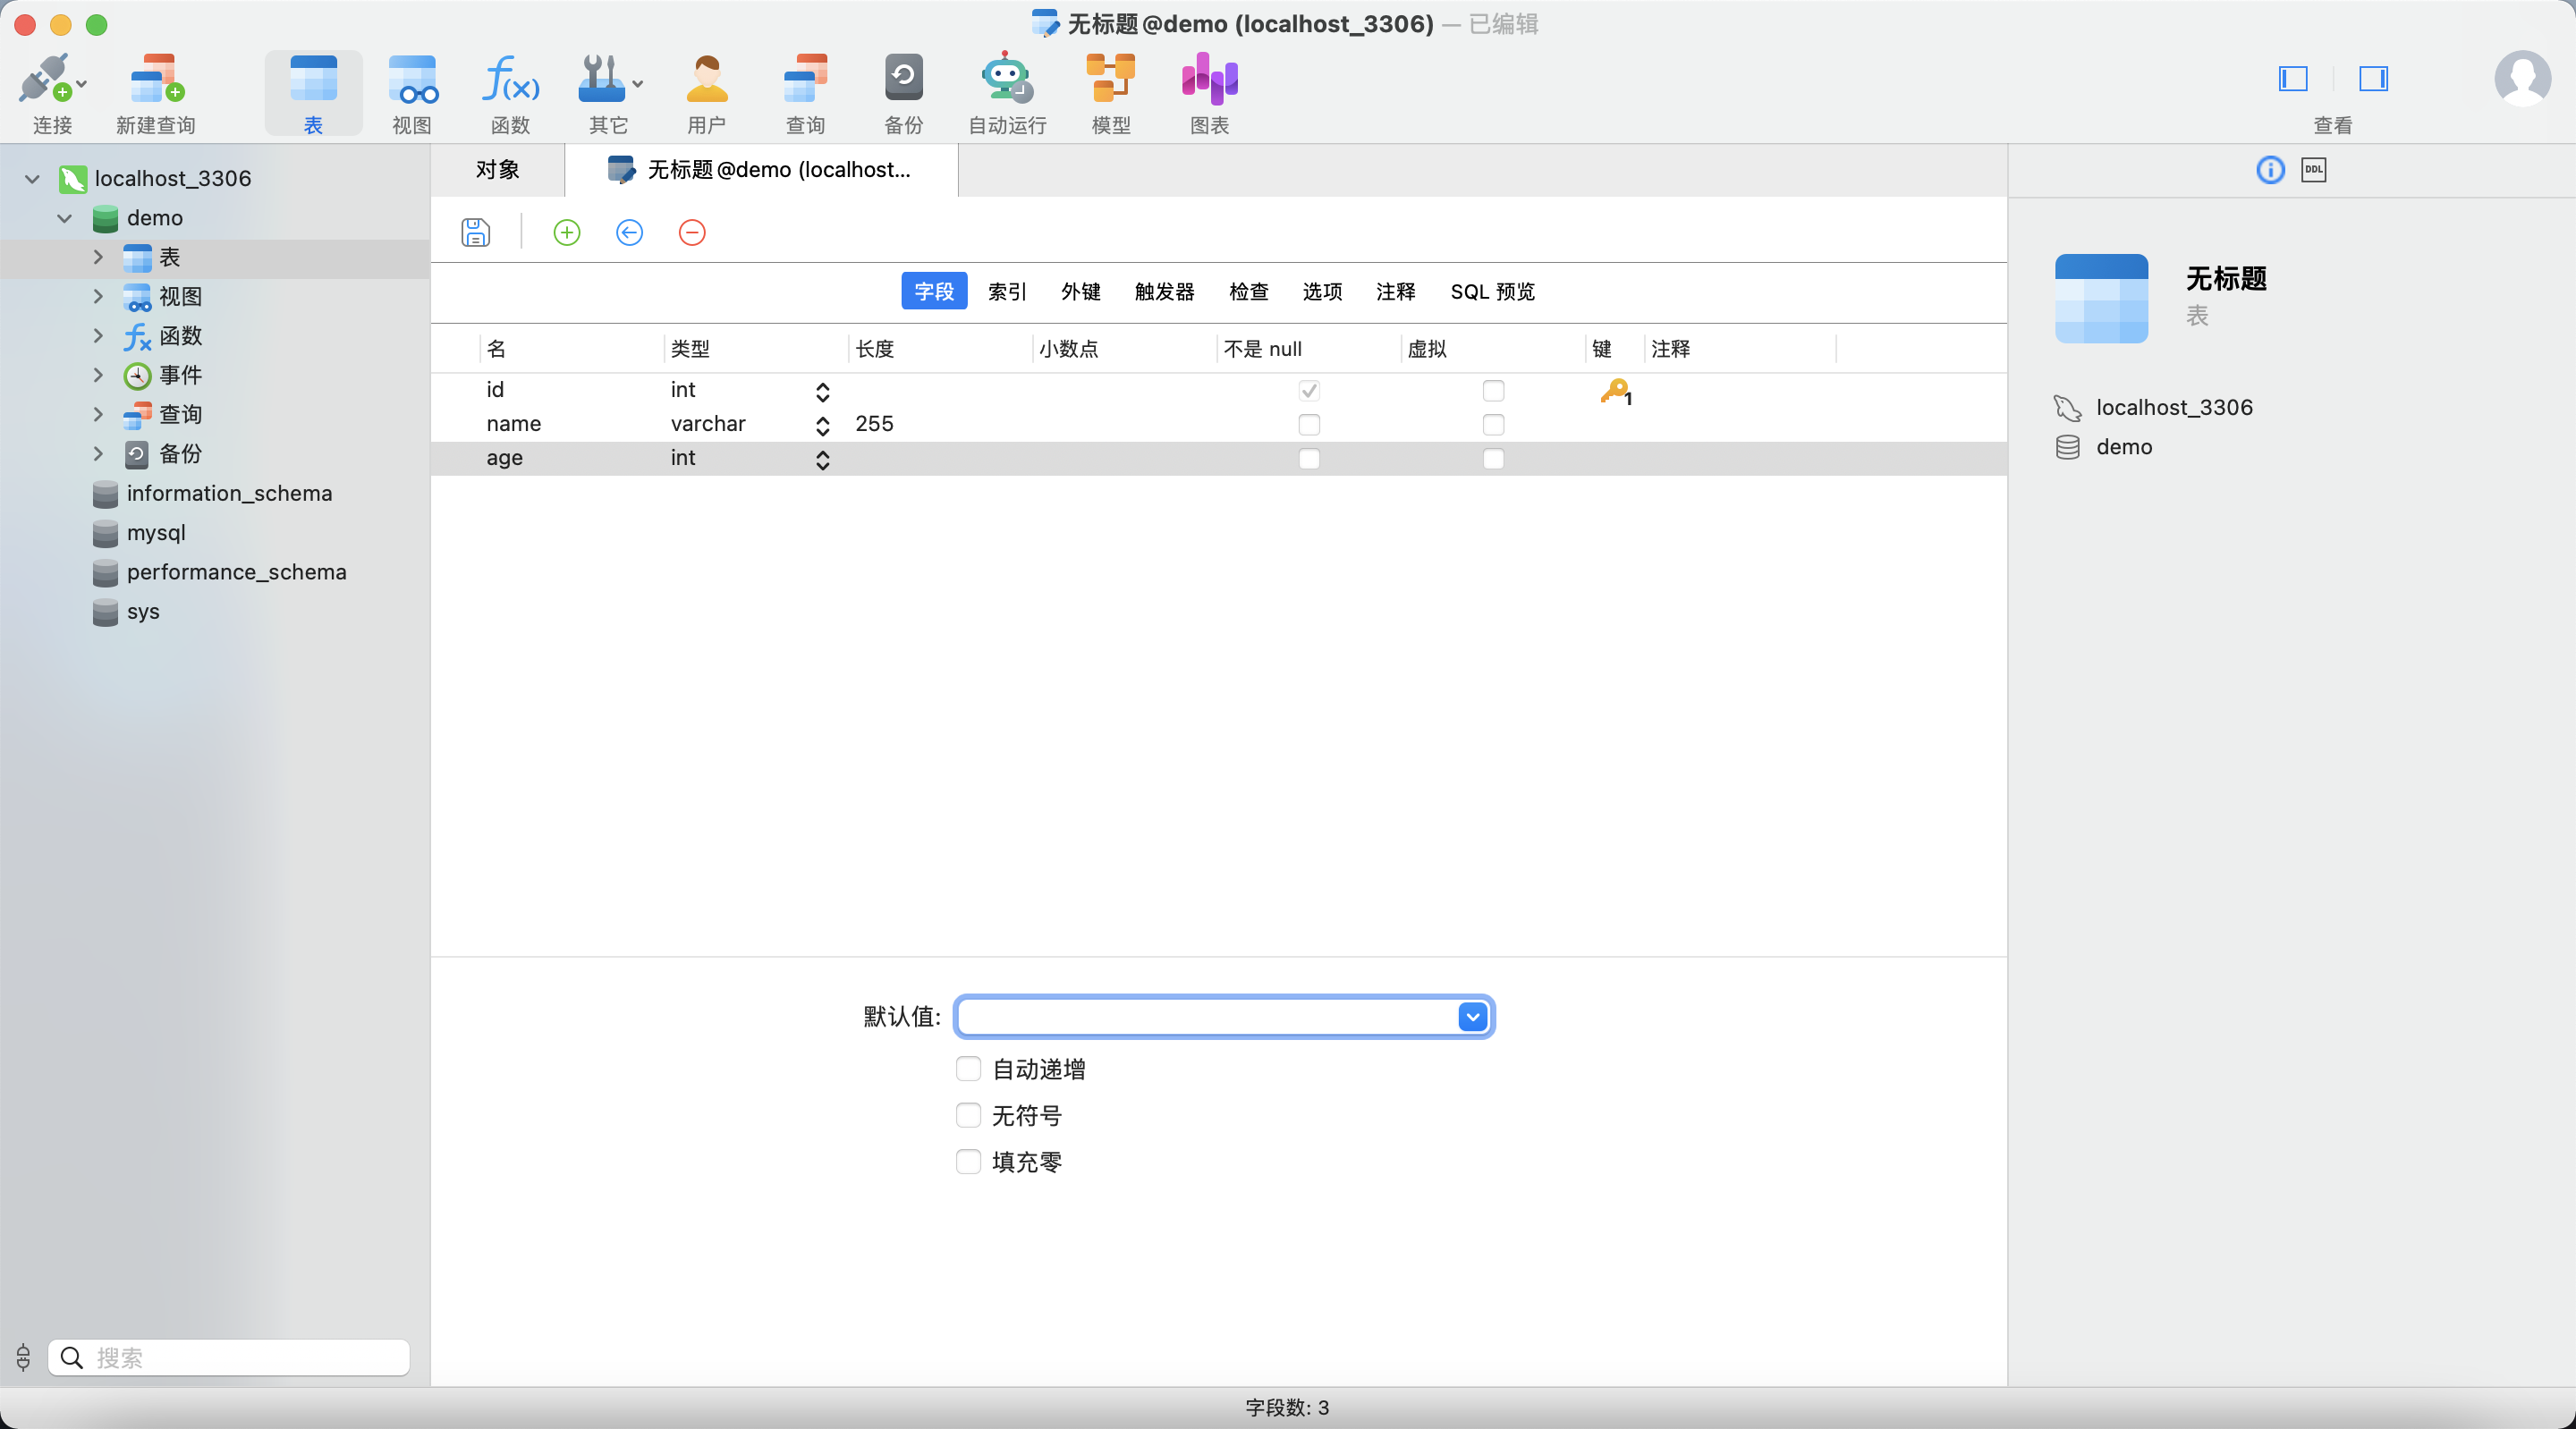 无标题@demo (localhost_3306) — 已编辑
连接
新建查询
表
视图
f(x)
函数
其它
用户
查询
备份
自动运行
模型
图表
查看
localhost_3306
demo
表
视图
函数
事件
查询
备份
information_schema
mysql
performance_schema
sys
搜索
对象
无标题@demo (localhost...
字段 索引 外键 触发器 检查 选项 注释 SQL 预览
名 类型 长度 小数点 不是 null 虚拟 键 注释
id int 1
name varchar 255
age int
默认值:
自动递增
无符号
填充零
DDL
无标题
表
localhost_3306
demo
字段数: 3